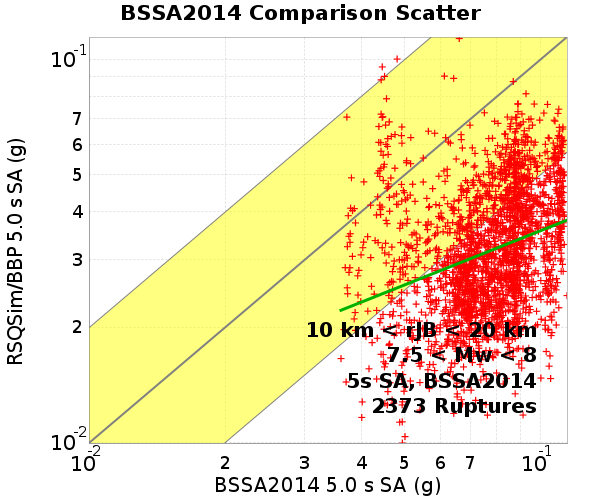 BSSA2014 Comparison Scatter
RSQSim/BBP 5.0 s SA (g)
10⁻¹
7
6
5
4
3
2
10⁻²
10 km < rJB < 20 km
7.5 < Mw < 8
5s SA, BSSA2014
2373 Ruptures
10⁻² 2 3 4 5 6 7 10⁻¹
BSSA2014 5.0 s SA (g)